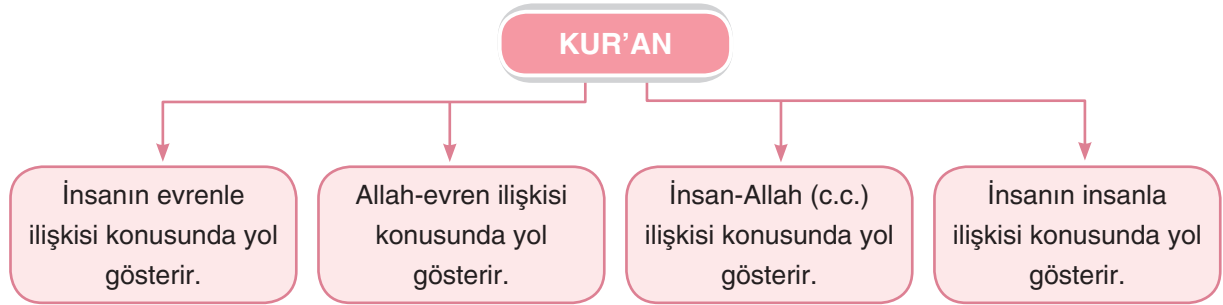 KUR'AN
İnsanın evrenle
ilişkisi konusunda yol
gösterir.
Allah-evren ilişkisi
konusunda yol
gösterir.
İnsan-Allah (c.c.)
ilişkisi konusunda yol
gösterir.
İnsanın insanla
ilişkisi konusunda yol
gösterir.